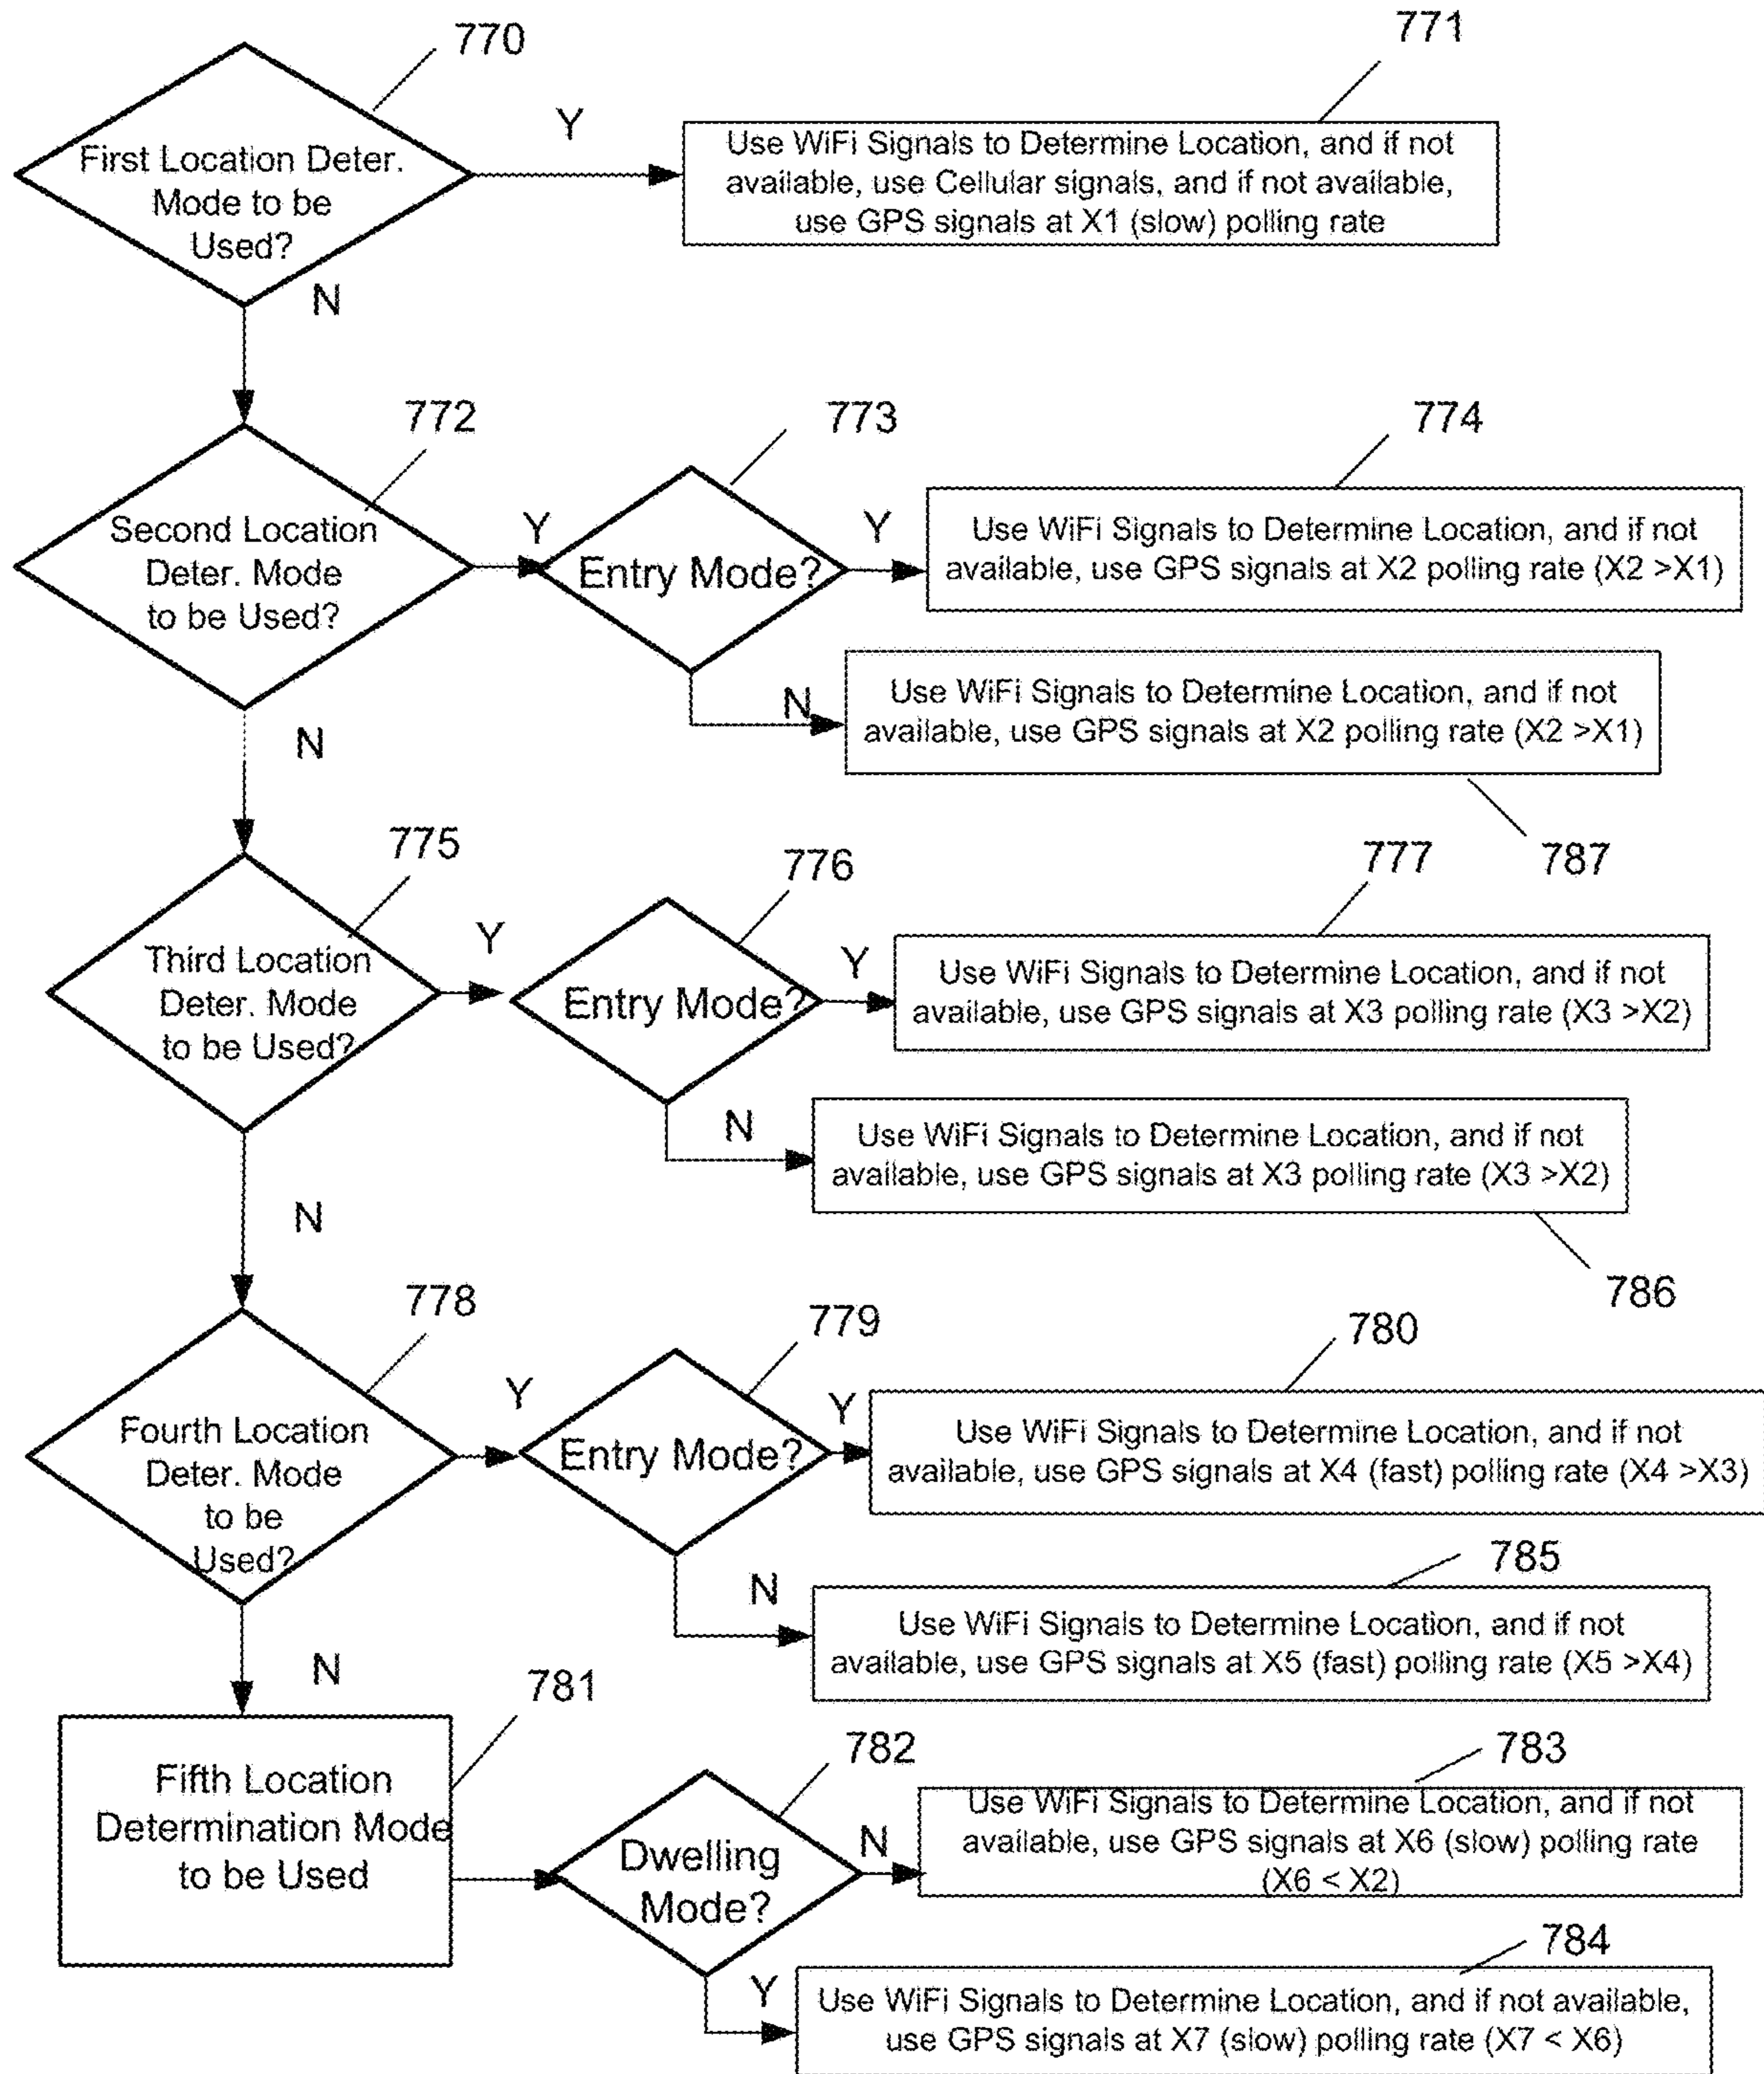 770
771
First Location Deter.
Mode to be
Used?
Y
Use WiFi Signals to Determine Location, and if not
available, use Cellular signals, and if not available,
use GPS signals at X1 (slow) polling rate
N
772
773
774
Second Location
Deter. Mode
to be Used?
Y
Entry Mode?
Y
Use WiFi Signals to Determine Location, and if not
available, use GPS signals at X2 polling rate (X2 >X1)
N
Use WiFi Signals to Determine Location, and if not
available, use GPS signals at X2 polling rate (X2 >X1)
787
N
775
776
777
Third Location
Deter. Mode
to be Used?
Y
Entry Mode?
Y
Use WiFi Signals to Determine Location, and if not
available, use GPS signals at X3 polling rate (X3 >X2)
N
Use WiFi Signals to Determine Location, and if not
available, use GPS signals at X3 polling rate (X3 >X2)
786
N
778
779
780
Fourth Location
Deter. Mode
to be
Used?
Y
Entry Mode?
Y
Use WiFi Signals to Determine Location, and if not
available, use GPS signals at X4 (fast) polling rate (X4 >X3)
785
N
Use WiFi Signals to Determine Location, and if not
available, use GPS signals at X5 (fast) polling rate (X5 >X4)
N
781
782
783
Fifth Location
Determination Mode
to be Used
Dwelling
Mode?
N
Use WiFi Signals to Determine Location, and if not
available, use GPS signals at X6 (slow) polling rate
(X6 < X2)
784
Y
Use WiFi Signals to Determine Location, and if not available,
use GPS signals at X7 (slow) polling rate (X7 < X6)